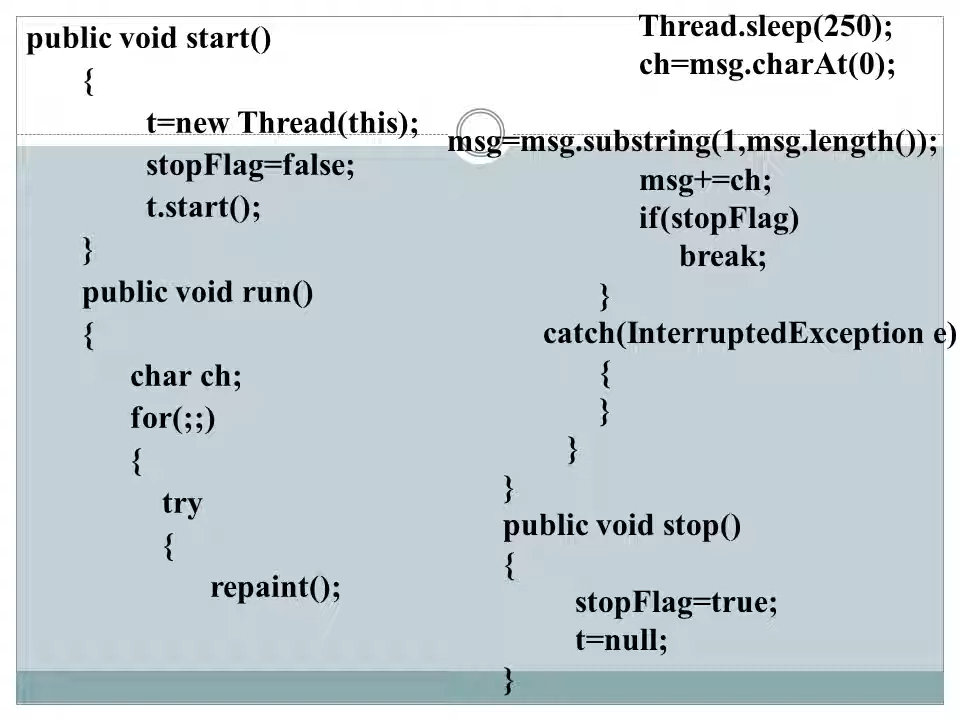 public void start()
{
t=new Thread(this);
stopFlag=false;
t.start();
}
public void run()
{
char ch;
for(;;)
{
try
{
repaint();
Thread.sleep(250);
ch=msg.charAt(0);
msg=msg.substring(1,msg.length());
msg+=ch;
if(stopFlag)
break;
}
catch(InterruptedException e)
{
}
}
}
public void stop()
{
stopFlag=true;
t=null;
}